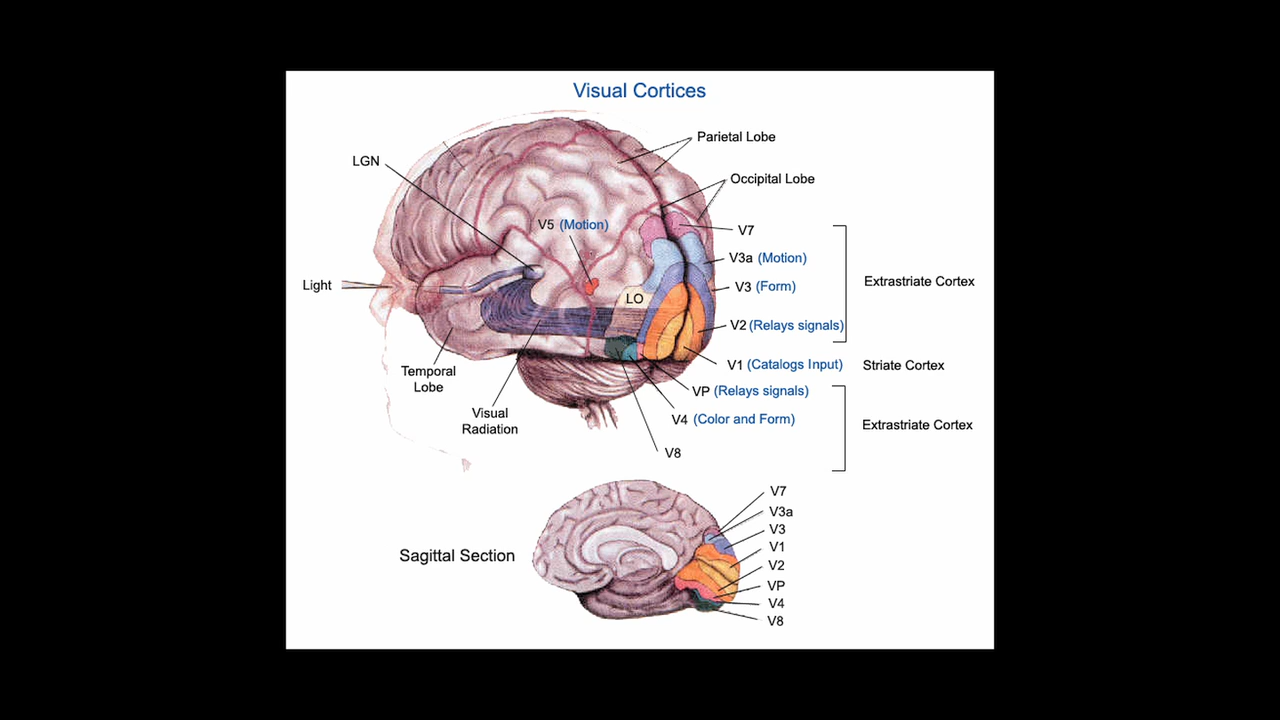 Visual Cortices
Parietal Lobe
LGN
Occipital Lobe
V5 (Motion)
V7
V3a (Motion)
Extrastriate Cortex
Light
V3 (Form)
LO
V2 (Relays signals)
V1 (Catalogs Input)
Striate Cortex
Temporal
Lobe
VP (Relays signals)
Visual
Radiation
V4 (Color and Form)
Extrastriate Cortex
V8
Sagittal Section
V7
V3a
V3
V1
V2
VP
V4
V8